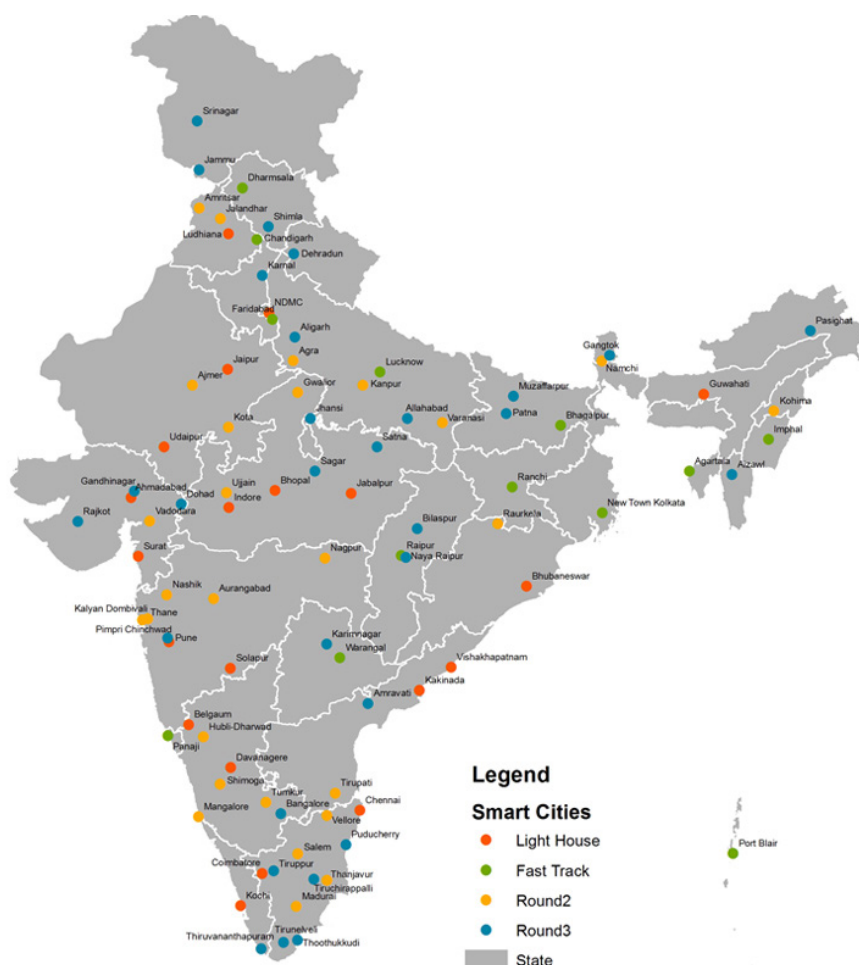 Srinagar
Jammu
Dharmsala
Amritsar
Jalandhar
Shimla
Ludhiana
Chandigarh
Dehradun
Karnal
Faridabad
NDMC
Pasighat
Aligarh
Gangtok
Agra
Namchi
Jaipur
Lucknow
Ajmer
Gwalior
Kanpur
Muzaffarpur
Guwahati
Kohima
Jhansi
Allahabad
Patna
Kota
Varanasi
Bhagalpur
Imphal
Udaipur
Satna
Agartala
Aizawl
Sagar
Gandhinagar
Ahmadabad
Dohad
Ujjain
Bhopal
Jabalpur
Ranchi
Indore
New Town Kolkata
Rajkot
Vadodara
Bilaspur
Raurkela
Surat
Nagpur
Raipur
Naya Raipur
Bhubaneswar
Nashik
Aurangabad
Kalyan Dombivali
Thane
Pimpri Chinchwad
Pune
Karimnagar
Warangal
Solapur
Vishakhapatnam
Kakinada
Amravati
Belgaum
Hubli-Dharwad
Panaji
Davanagere
Shimoga
Tumkur
Tirupati
Mangalore
Bangalore
Chennai
Vellore
Puducherry
Salem
Coimbatore
Tiruppur
Thanjavur
Tiruchirappalli
Kochi
Madurai
Thiruvananthapuram
Tirunelveli
Thoothukkudi
Port Blair
Legend
Smart Cities
Light House
Fast Track
Round2
Round3
State